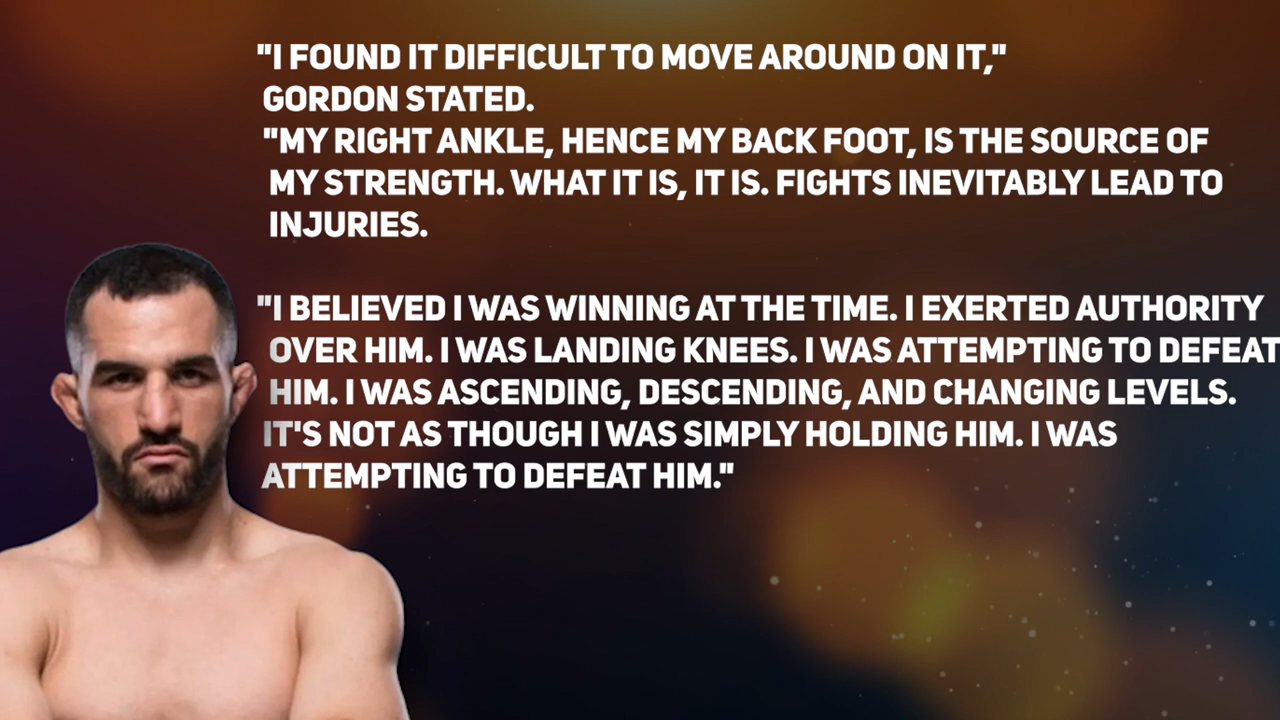 "I FOUND IT DIFFICULT TO MOVE AROUND ON IT,"
GORDON STATED.
"MY RIGHT ANKLE, HENCE MY BACK FOOT, IS THE SOURCE OF
MY STRENGTH. WHAT IT IS, IT IS. FIGHTS INEVITABLY LEAD TO
INJURIES.
"I BELIEVED I WAS WINNING AT THE TIME. I EXERTED AUTHORITY
OVER HIM. I WAS LANDING KNEES. I WAS ATTEMPTING TO DEFEAT
HIM. I WAS ASCENDING, DESCENDING, AND CHANGING LEVELS.
IT'S NOT AS THOUGH I WAS SIMPLY HOLDING HIM. I WAS
ATTEMPTING TO DEFEAT HIM."